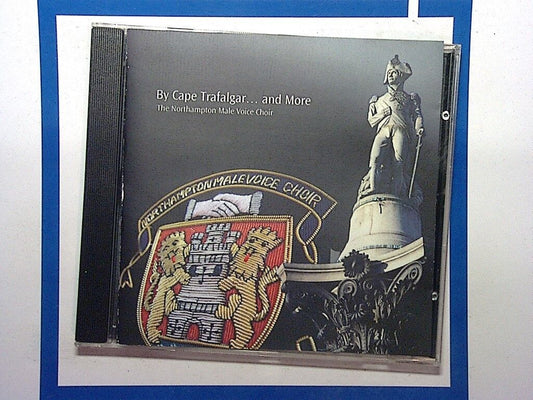 By Cape Trafalgar... and More
The Northampton Male Voice Choir
NORTHAMPTON MALE VOICE CHOIR